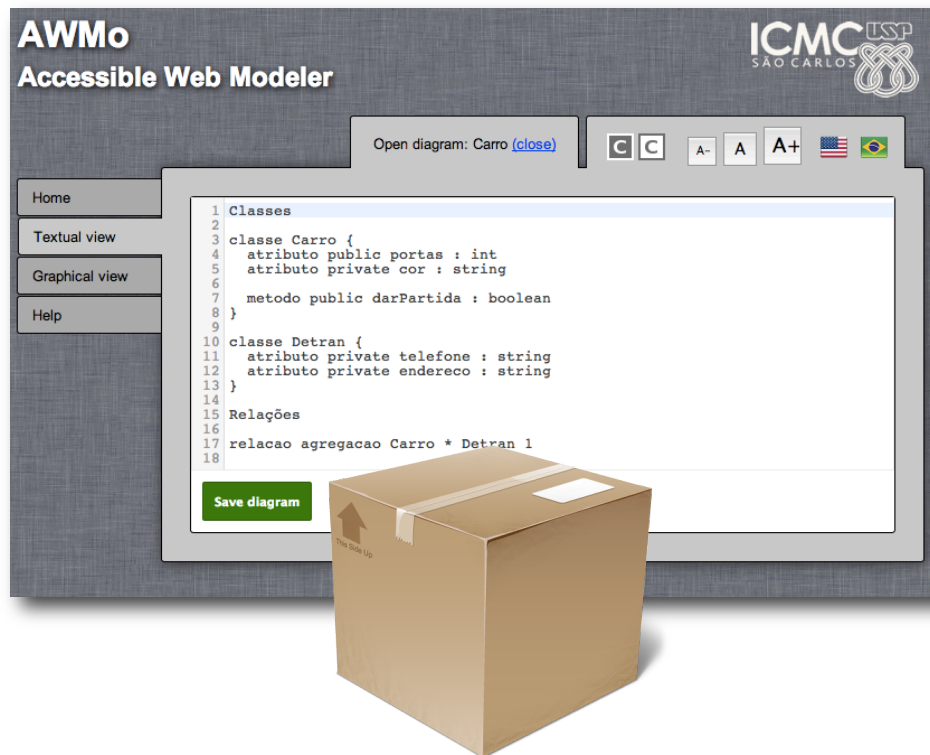 AWMo
Accessible Web Modeler
ICMC USP
SÃO CARLOS
Open diagram: Carro (close)
C C A- A A+
Home
Textual view
Graphical view
Help
1 Classes
2
3 classe Carro {
4 atributo public portas : int
5 atributo private cor : string
6
7 metodo public darPartida : boolean
8 }
9
10 classe Detran {
11 atributo private telefone : string
12 atributo private endereco : string
13 }
14
15 Relações
16
17 relacao agregacao Carro * Detran 1
18
Save diagram
This Side Up